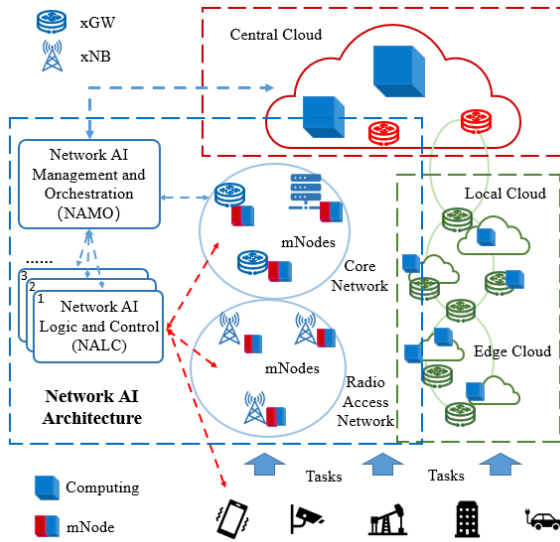 xGW
xNB
Central Cloud
Network AI
Management and
Orchestration
(NAMO)
......
3
2
1
Network AI
Logic and Control
(NALC)
Network AI
Architecture
mNodes
Core
Network
mNodes
Radio
Access
Network
Local Cloud
Edge Cloud
Tasks
Tasks
Computing
mNode